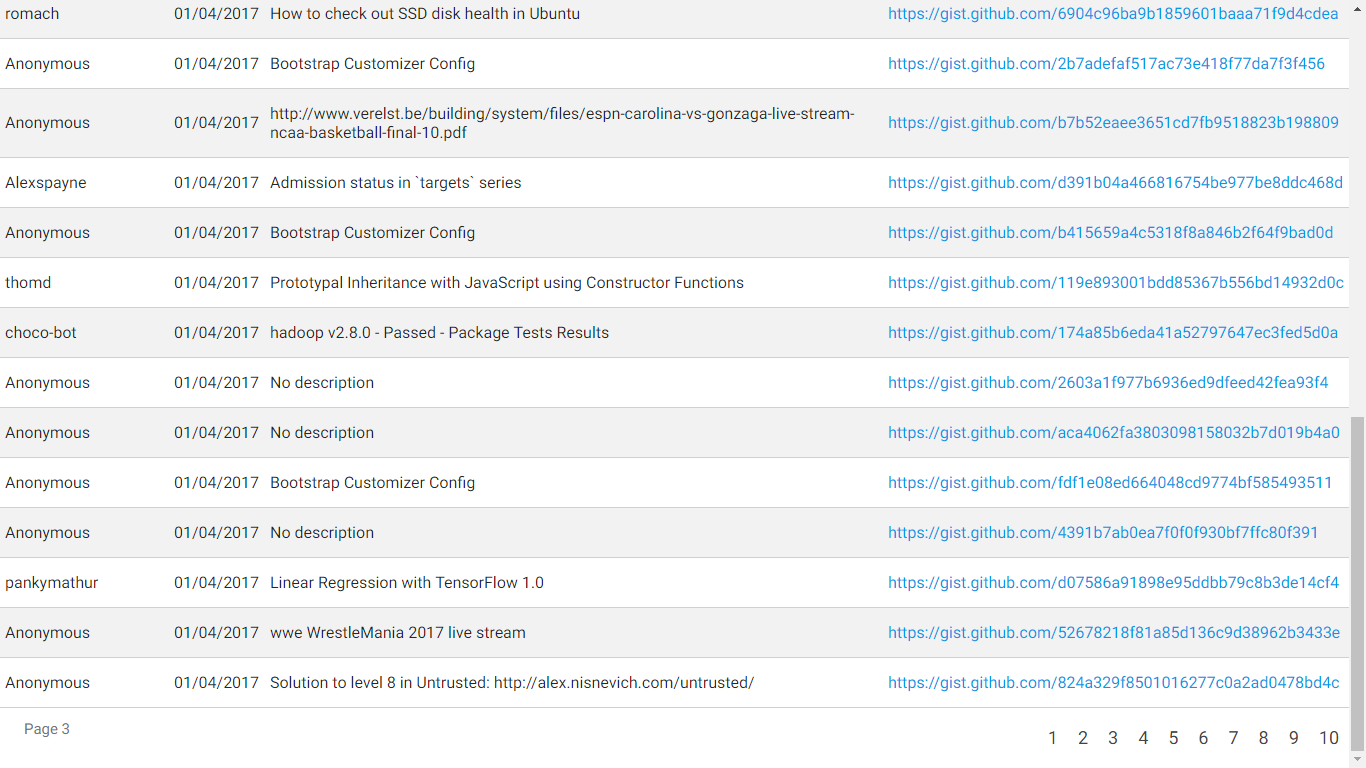 romach 01/04/2017 How to check out SSD disk health in Ubuntu https://gist.github.com/6904c96ba9b1859601baaa71f9d4cdea
Anonymous 01/04/2017 Bootstrap Customizer Config https://gist.github.com/2b7adefaf517ac73e418f77da7f3f456
Anonymous 01/04/2017 http://www.verelst.be/building/system/files/espn-carolina-vs-gonzaga-live-stream-
ncaa-basketball-final-10.pdf https://gist.github.com/b7b52eaee3651cd7fb9518823b198809
Alexspayne 01/04/2017 Admission status in `targets` series https://gist.github.com/d391b04a466816754be977be8ddc468d
Anonymous 01/04/2017 Bootstrap Customizer Config https://gist.github.com/b415659a4c5318f8a846b2f64f9bad0d
thomd 01/04/2017 Prototypal Inheritance with JavaScript using Constructor Functions https://gist.github.com/119e893001bdd85367b556bd14932d0c
choco-bot 01/04/2017 hadoop v2.8.0 - Passed - Package Tests Results https://gist.github.com/174a85b6eda41a52797647ec3fed5d0a
Anonymous 01/04/2017 No description https://gist.github.com/2603a1f977b6936ed9dfeed42fea93f4
Anonymous 01/04/2017 No description https://gist.github.com/aca4062fa3803098158032b7d019b4a0
Anonymous 01/04/2017 Bootstrap Customizer Config https://gist.github.com/fdf1e08ed664048cd9774bf585493511
Anonymous 01/04/2017 No description https://gist.github.com/4391b7ab0ea7f0f0f930bf7ffc80f391
pankymathur 01/04/2017 Linear Regression with TensorFlow 1.0 https://gist.github.com/d07586a91898e95ddbb79c8b3de14cf4
Anonymous 01/04/2017 wwe WrestleMania 2017 live stream https://gist.github.com/52678218f81a85d136c9d38962b3433e
Anonymous 01/04/2017 Solution to level 8 in Untrusted: http://alex.nisnevich.com/untrusted/ https://gist.github.com/824a329f8501016277c0a2ad0478bd4c
Page 3
1 2 3 4 5 6 7 8 9 10